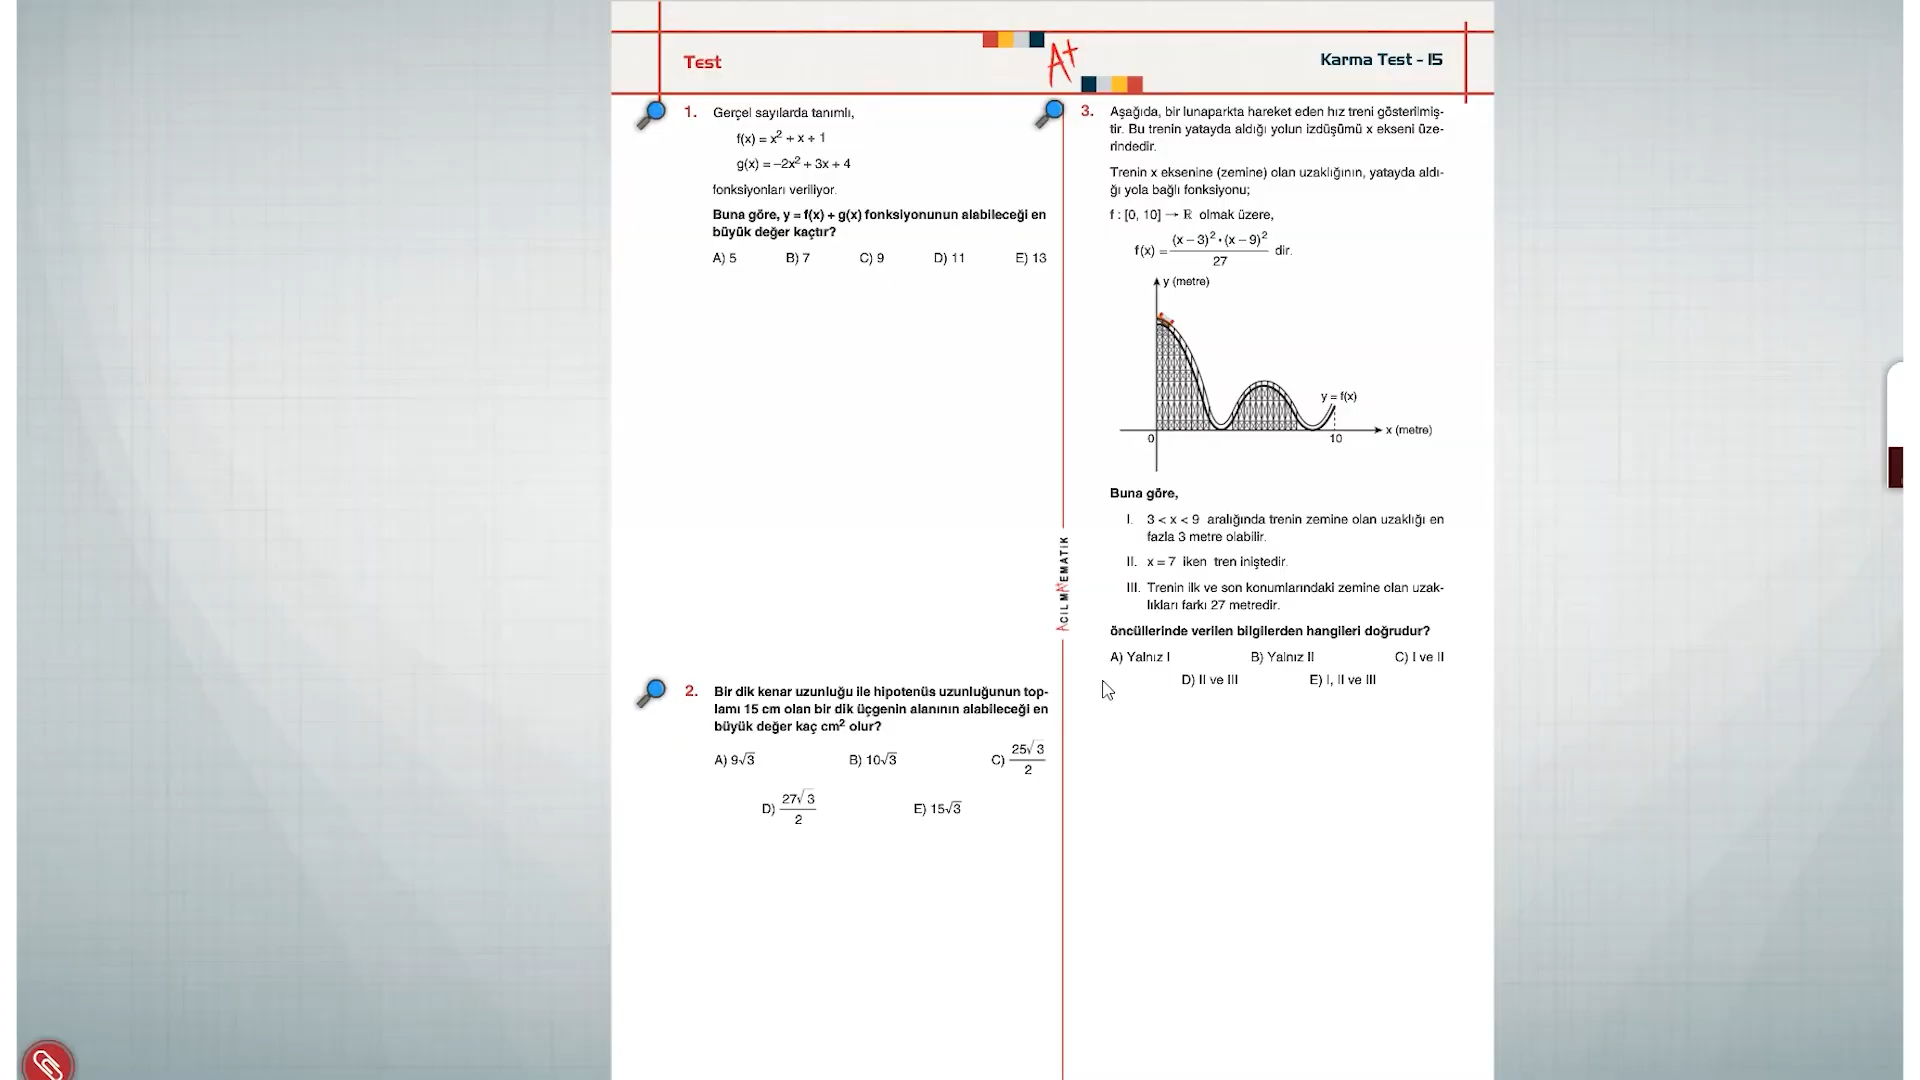 Test
A+
Karma Test - 15
1. Gerçel sayılarda tanımlı,
f(x) = x² + x + 1
g(x) = –2x² + 3x + 4
fonksiyonları veriliyor.
Buna göre, y = f(x) + g(x) fonksiyonunun alabileceği en
büyük değer kaçtır?
A) 5 B) 7 C) 9 D) 11 E) 13
2. Bir dik kenar uzunluğu ile hipotenüs uzunluğunun top-
lamı 15 cm olan bir dik üçgenin alanının alabileceği en
büyük değer kaç cm² olur?
A) 9√3 B) 10√3 C) 25√3/2
D) 27√3/2 E) 15√3
ACİL MATEMATİK
3. Aşağıda, bir lunaparkta hareket eden hız treni gösterilmiş-
tir. Bu trenin yatayda aldığı yolun izdüşümü x ekseni üze-
rindedir.
Trenin x eksenine (zemine) olan uzaklığının, yatayda aldı-
ğı yola bağlı fonksiyonu;
f : [0, 10] → ℝ olmak üzere,
f(x) = (x – 3)² · (x – 9)² / 27 dir.
y (metre)
y = f(x)
x (metre)
0 10
Buna göre,
I. 3 < x < 9 aralığında trenin zemine olan uzaklığı en
fazla 3 metre olabilir.
II. x = 7 iken tren iniştedir.
III. Trenin ilk ve son konumlarındaki zemine olan uzak-
lıkları farkı 27 metredir.
öncüllerinde verilen bilgilerden hangileri doğrudur?
A) Yalnız I B) Yalnız II C) I ve II
D) II ve III E) I, II ve III